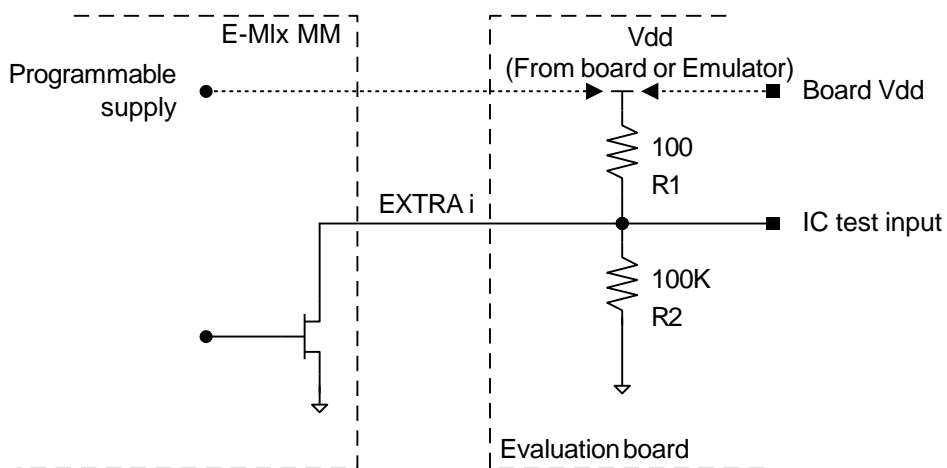 E-Mlx MM
Vdd
(From board or Emulator)
Programmable
supply
Board Vdd
100
R1
EXTRA i
IC test input
100K
R2
Evaluation board